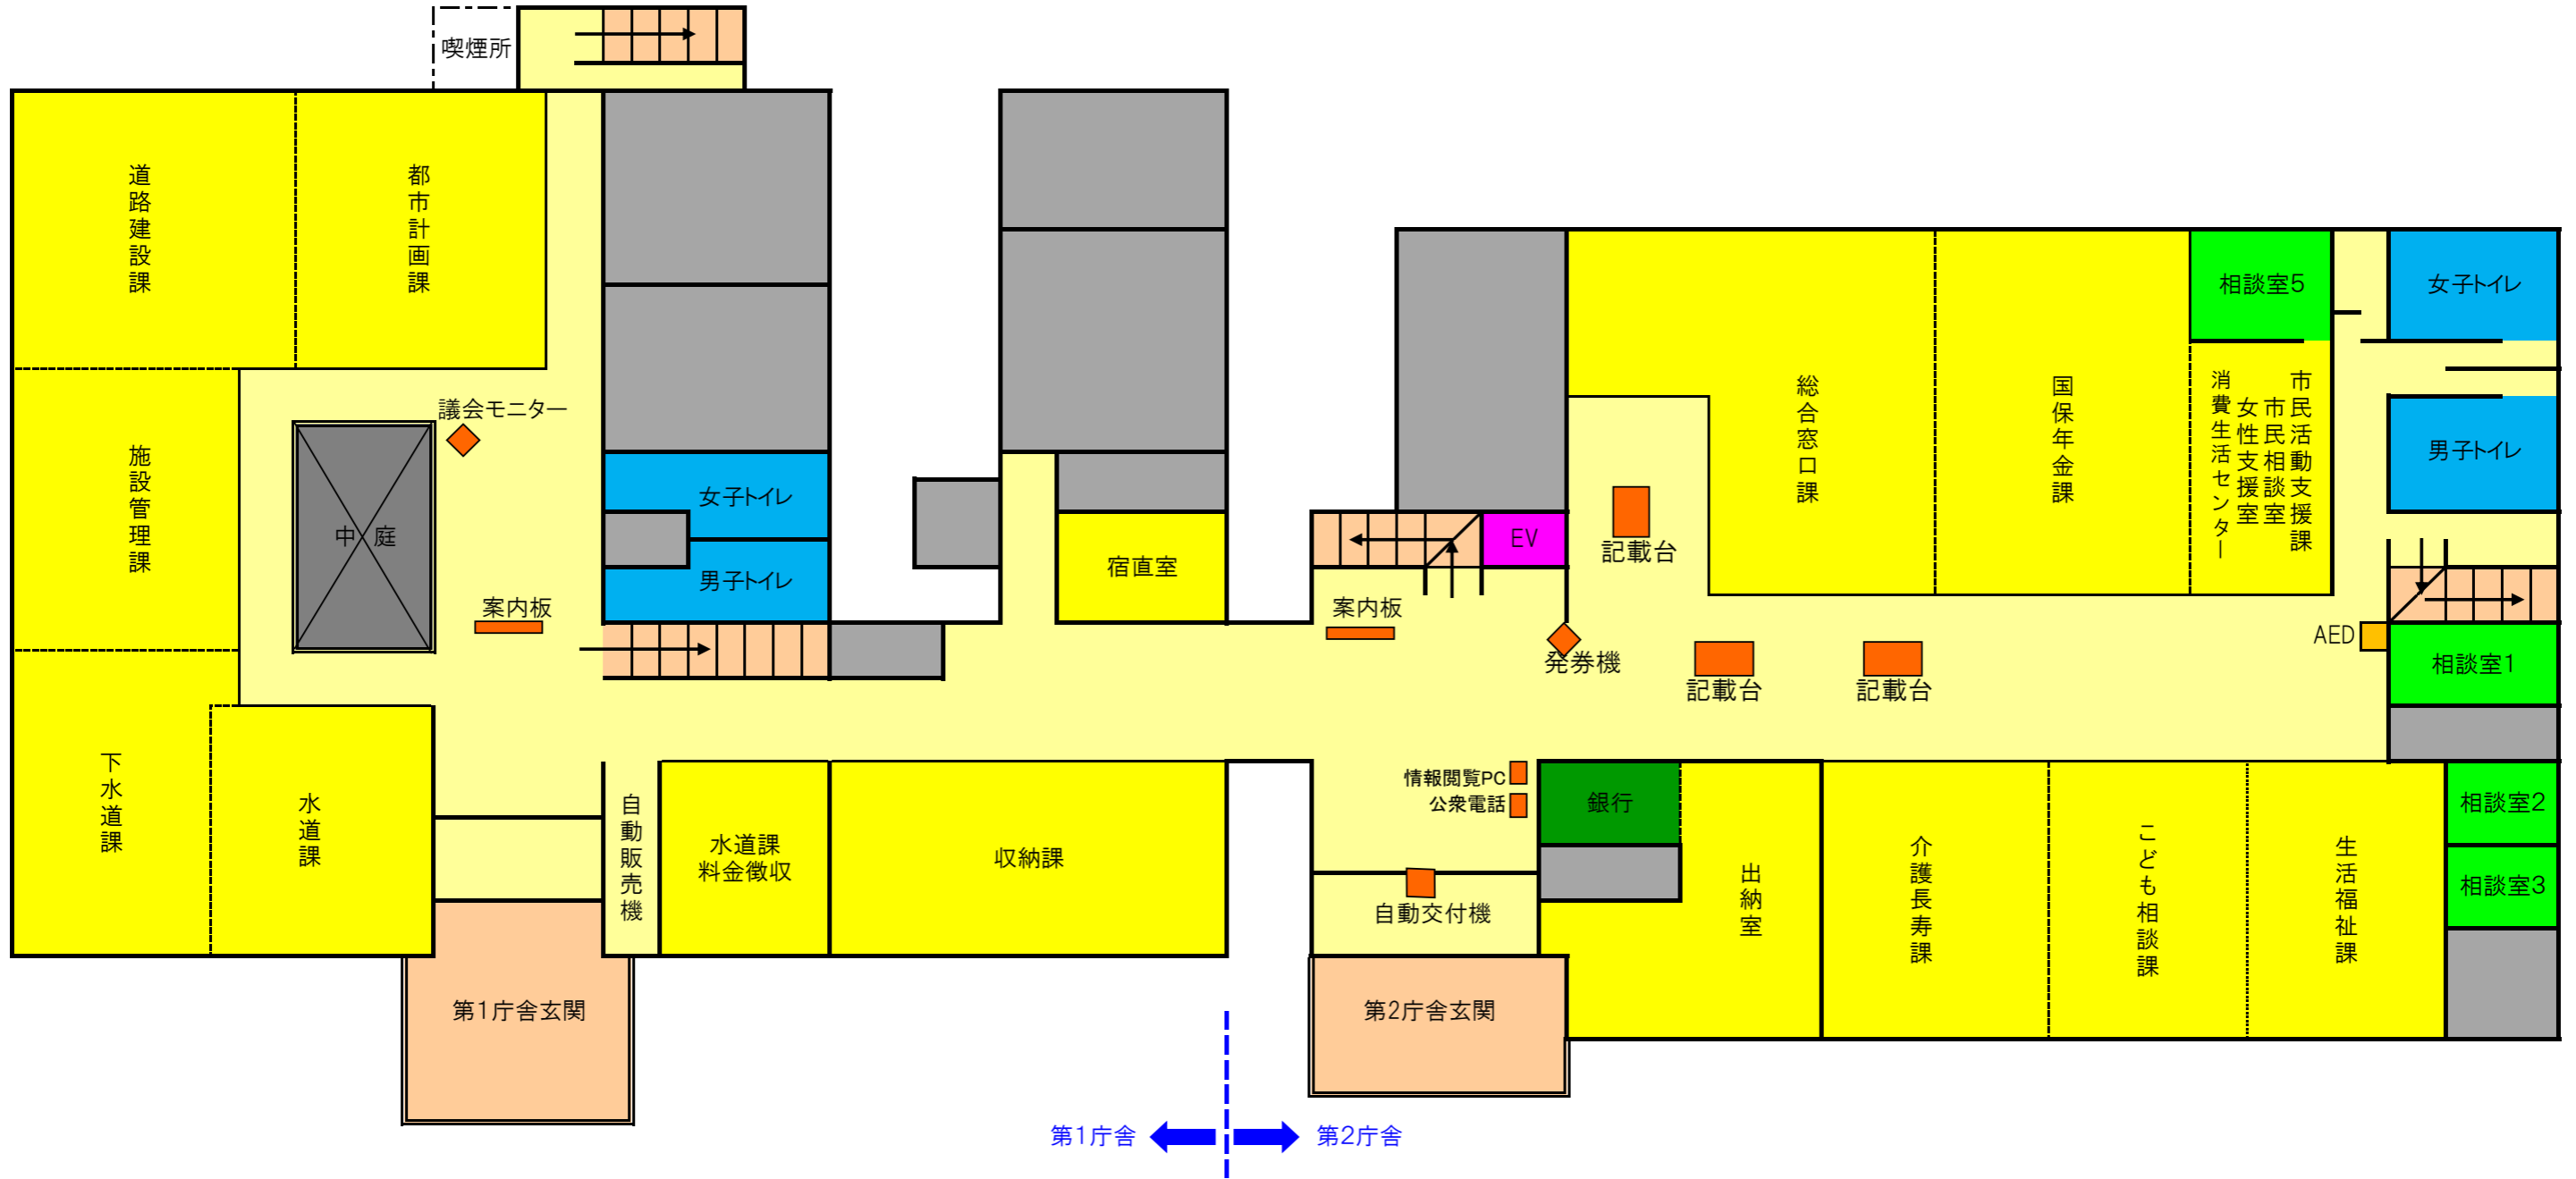 喫煙所
道路建設課
都市計画課
議会モニター
施設管理課
中庭
女子トイレ
男子トイレ
案内板
下水道課
水道課
自動販売機
水道課
料金徴収
収納課
第1庁舎玄関
宿直室
EV
案内板
発券機
記載台
記載台
記載台
総合窓口課
国保年金課
相談室5
市民活動支援課
市民相談室
女性支援室
消費生活センター
女子トイレ
男子トイレ
AED
相談室1
情報閲覧PC
公衆電話
銀行
自動交付機
出納室
介護長寿課
こども相談課
生活福祉課
相談室2
相談室3
第2庁舎玄関
第1庁舎
第2庁舎